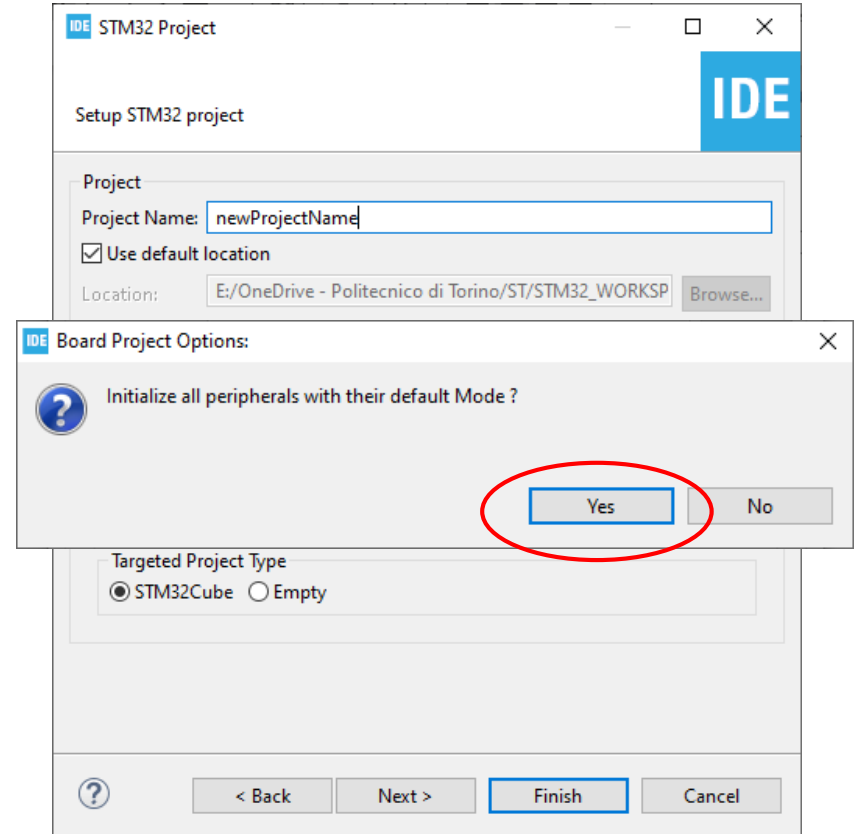 IDE STM32 Project
IDE
Setup STM32 project
Project
Project Name: newProjectName
Use default location
Location: E:/OneDrive - Politecnico di Torino/ST/STM32_WORKSP Browse...
IDE Board Project Options:
Initialize all peripherals with their default Mode ?
Yes No
Targeted Project Type
STM32Cube Empty
< Back Next > Finish Cancel